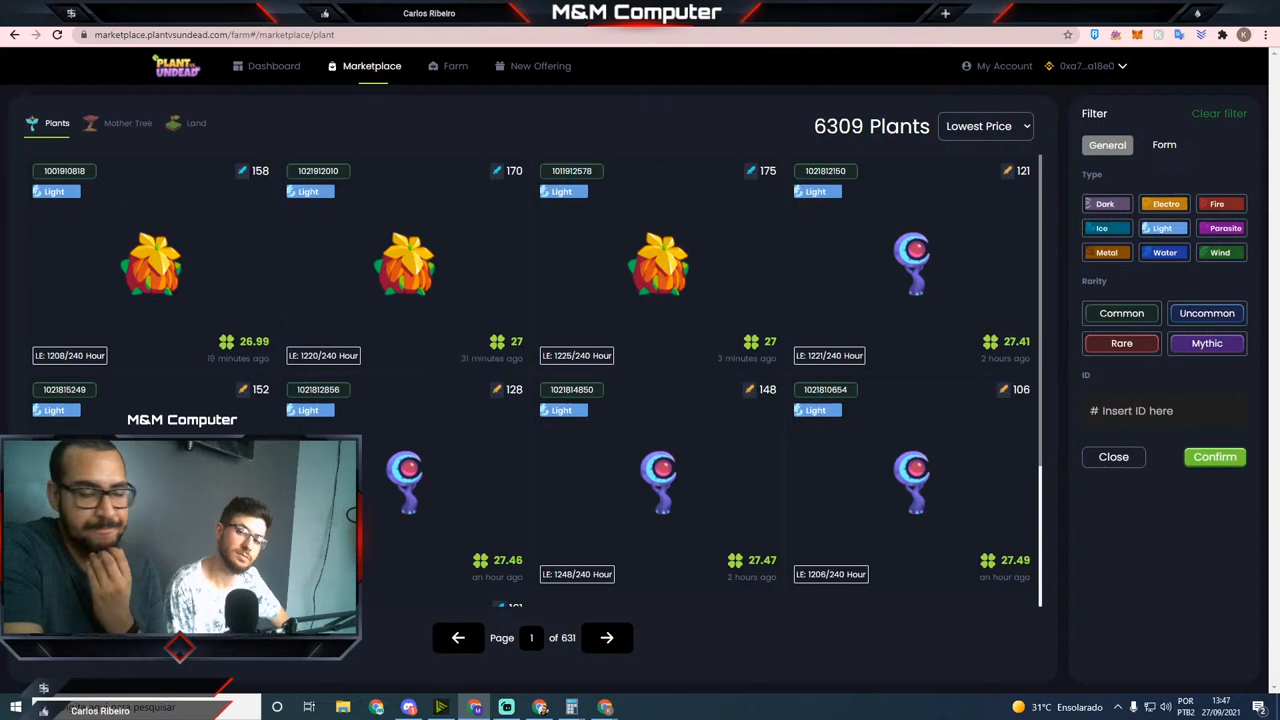 Carlos Ribeiro
M&M Computer
marketplace.plantvsundead.com/farm#/marketplace/plant
PLANT VS UNDEAD
Dashboard
Marketplace
Farm
New Offering
My Account
0xa7...a18e0
Plants
Mother Tree
Land
6309 Plants
Lowest Price
1001910818
158
Light
26.99
LE: 1208/240 Hour
19 minutes ago
1021912010
170
Light
27
LE: 1220/240 Hour
31 minutes ago
1011912578
175
Light
27
LE: 1225/240 Hour
3 minutes ago
1021812150
121
Light
27.41
LE: 1221/240 Hour
2 hours ago
1021815249
152
Light
1021812856
128
Light
27.46
an hour ago
1021814850
148
Light
27.47
LE: 1248/240 Hour
2 hours ago
1021810654
106
Light
27.49
LE: 1206/240 Hour
an hour ago
Page 1 of 631
Filter
Clear filter
General
Form
Type
Dark
Electro
Fire
Ice
Light
Parasite
Metal
Water
Wind
Rarity
Common
Uncommon
Rare
Mythic
ID
# Insert ID here
Close
Confirm
M&M Computer
Carlos Ribeiro
pesquisar
31°C Ensolarado
POR
PTB2
13:47
27/09/2021